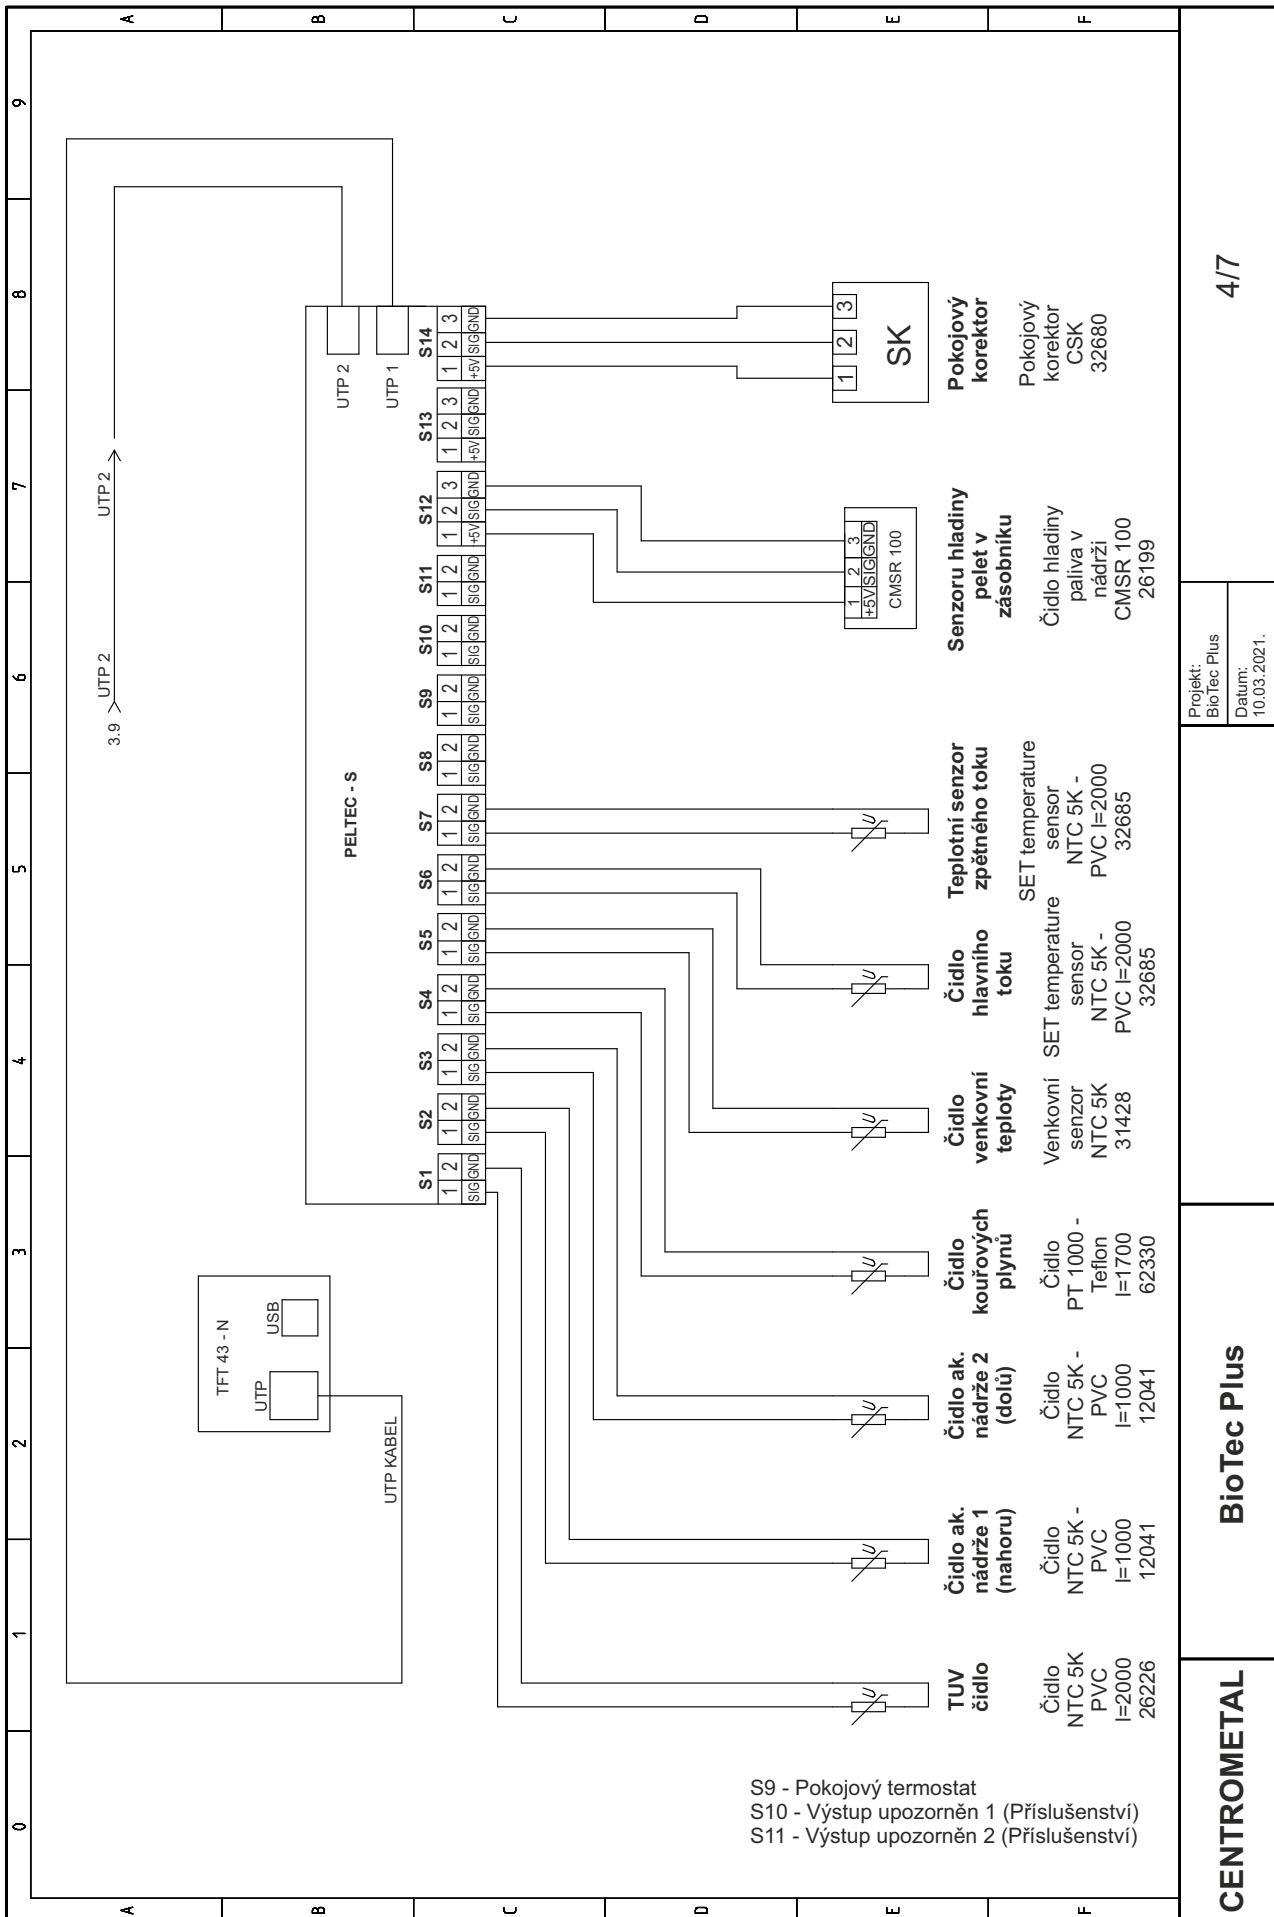 0 1 2 3 4 5 6 7 8 9
A
B
C
D
E
F
A
B
C
D
E
F
3.9
UTP 2
UTP 2
TFT 43 - N
UTP
USB
UTP KABEL
PELTEC - S
UTP 2
UTP 1
S1 S2 S3 S4 S5 S6 S7 S8 S9 S10 S11 S12 S13 S14
1 2 1 2 1 2 1 2 1 2 1 2 1 2 1 2 1 2 1 2 1 2 1 2 3 1 2 3 1 2 3
SIG GND SIG GND SIG GND SIG GND SIG GND SIG GND SIG GND SIG GND SIG GND SIG GND SIG GND +5V SIG GND +5V SIG GND +5V SIG GND
U U U U U U U
1 2 3
+5V SIG GND
CMSR 100
1 2 3
SK
TUV
čidlo
Čidlo
NTC 5K
PVC
l=2000
26226
Čidlo ak.
nádrže 1
(nahoru)
Čidlo
NTC 5K -
PVC
l=1000
12041
Čidlo ak.
nádrže 2
(dolů)
Čidlo
NTC 5K -
PVC
l=1000
12041
Čidlo
kouřových
plynů
Čidlo
PT 1000 -
Teflon
l=1700
62330
Čidlo
venkovní
teploty
Venkovní
senzor
NTC 5K
31428
Čidlo
hlavního
toku
SET temperature
sensor
NTC 5K -
PVC l=2000
32685
Teplotní senzor
zpětného toku
SET temperature
sensor
NTC 5K -
PVC l=2000
32685
Senzoru hladiny
pelet v
zásobníku
Čidlo hladiny
paliva v
nádrži
CMSR 100
26199
Pokojový
korektor
Pokojový
korektor
CSK
32680
S9 - Pokojový termostat
S10 - Výstup upozorněn 1 (Příslušenství)
S11 - Výstup upozorněn 2 (Příslušenství)
CENTROMETAL
BioTec Plus
Projekt:
BioTec Plus
Datum:
10.03.2021.
4/7